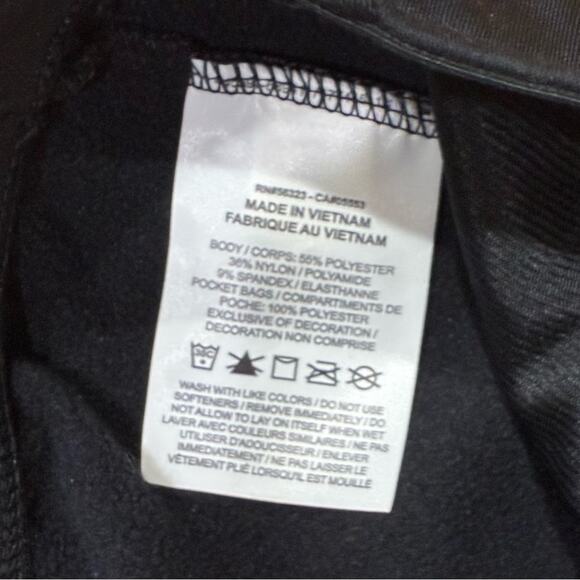 RN#56323 - CA#05553
MADE IN VIETNAM
FABRIQUE AU VIETNAM
BODY / CORPS: 55% POLYESTER
36% NYLON / POLYAMIDE
9% SPANDEX / ELASTHANNE
POCKET BAGS / COMPARTIMENTS DE
POCHE: 100% POLYESTER
EXCLUSIVE OF DECORATION /
DECORATION NON COMPRISE
30C
WASH WITH LIKE COLORS / DO NOT USE
SOFTENERS / REMOVE IMMEDIATELY / DO
NOT ALLOW TO LAY ON ITSELF WHEN WET
LAVER AVEC COULEURS SIMILAIRES / NE PAS
UTILISER D'ADOUCISSEUR / ENLEVER
IMMEDIATEMENT / NE PAS LAISSER LE
VÊTEMENT PLIÉ LORSQU'IL EST MOUILLÉ